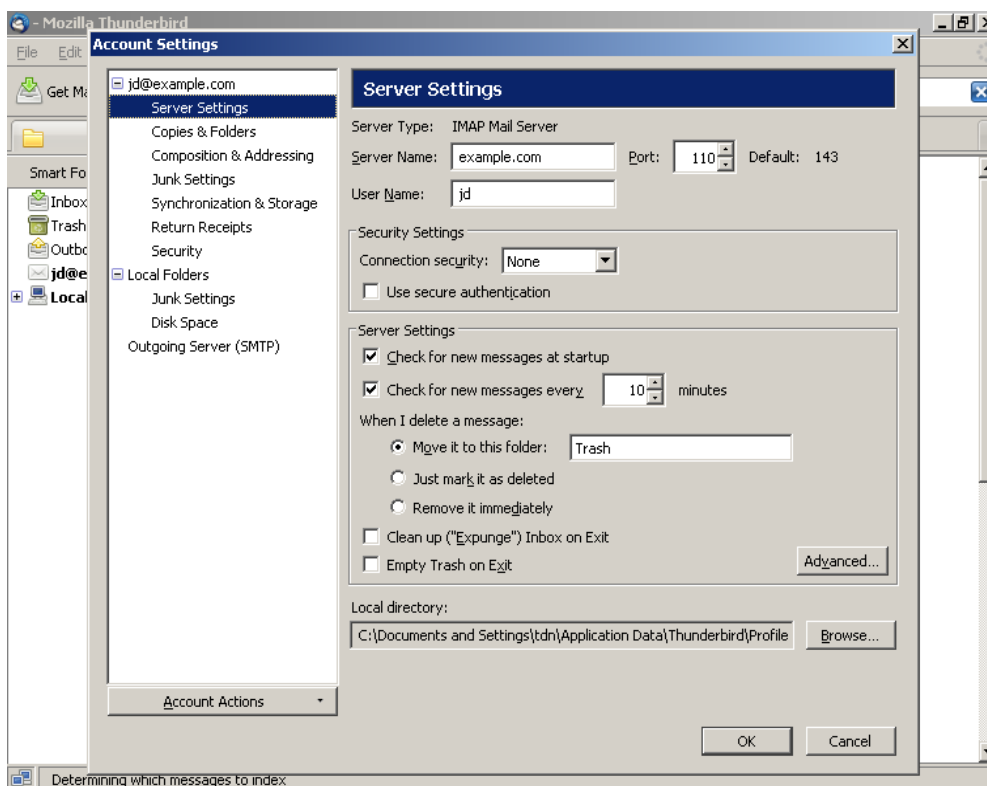 - Mozilla Thunderbird
File Edit
Account Settings
Get Ma
Smart Fo
Inbox
Trash
Outbo
jd@e
Local
jd@example.com
Server Settings
Copies & Folders
Composition & Addressing
Junk Settings
Synchronization & Storage
Return Receipts
Security
Local Folders
Junk Settings
Disk Space
Outgoing Server (SMTP)
Account Actions
Server Settings
Server Type: IMAP Mail Server
Server Name: example.com Port: 110 Default: 143
User Name: jd
Security Settings
Connection security: None
Use secure authentication
Server Settings
Check for new messages at startup
Check for new messages every 10 minutes
When I delete a message:
Move it to this folder: Trash
Just mark it as deleted
Remove it immediately
Clean up ("Expunge") Inbox on Exit
Empty Trash on Exit
Advanced...
Local directory:
C:\Documents and Settings\tdn\Application Data\Thunderbird\Profile Browse...
OK Cancel
Determining which messages to index